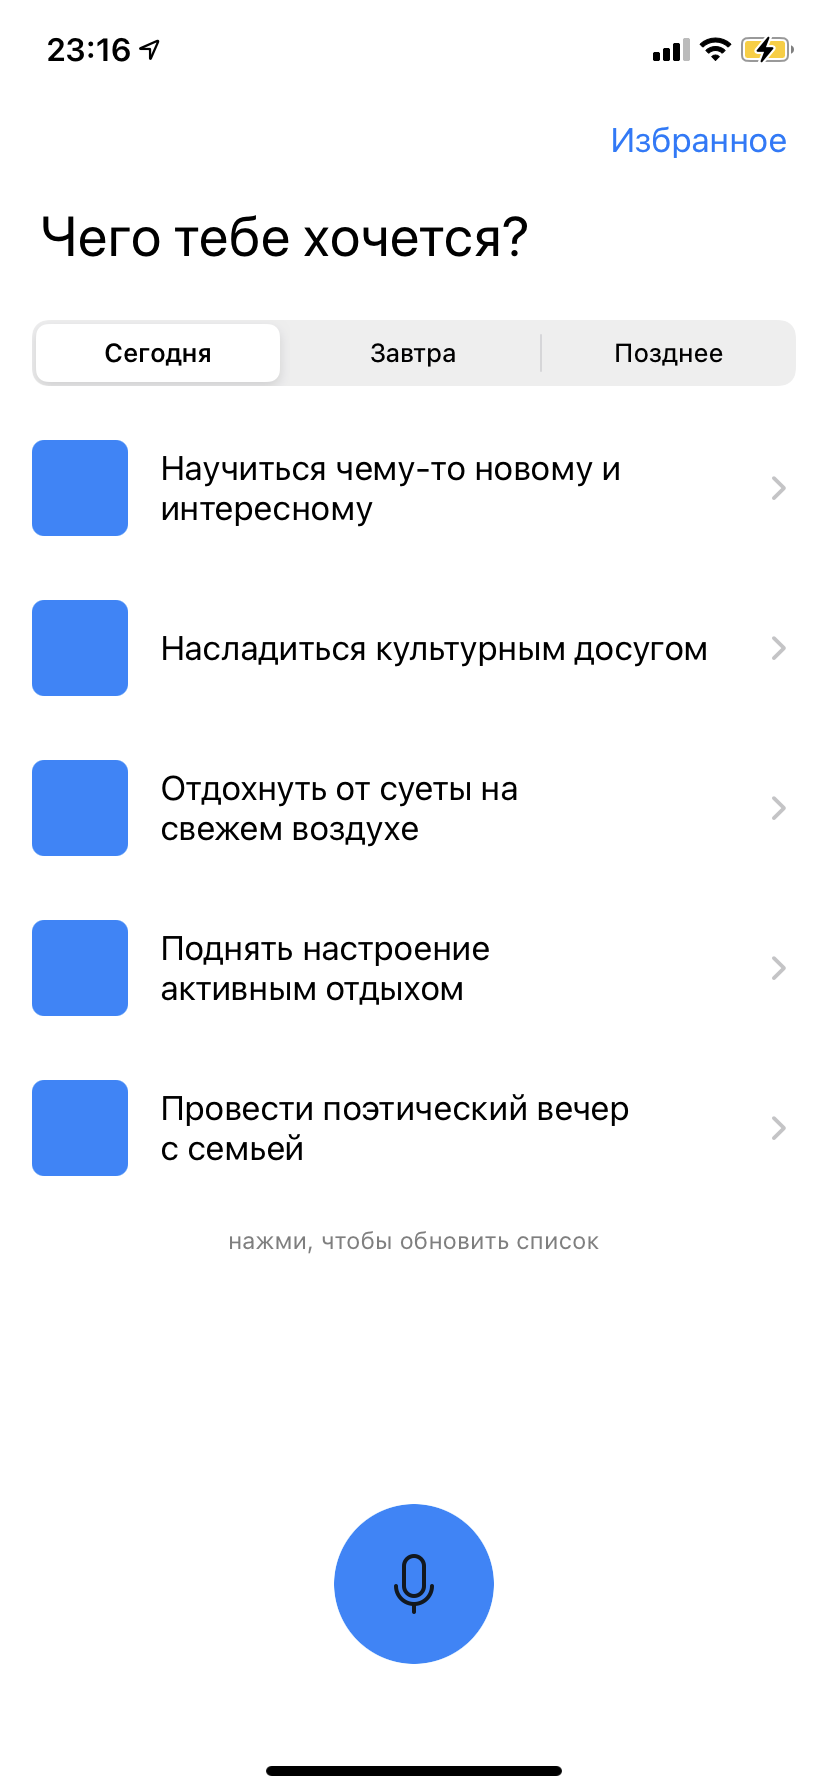 23:16
Избранное
Чего тебе хочется?
Сегодня
Завтра
Позднее
Научиться чему-то новому и
интересному
Насладиться культурным досугом
Отдохнуть от суеты на
свежем воздухе
Поднять настроение
активным отдыхом
Провести поэтический вечер
с семьей
нажми, чтобы обновить список